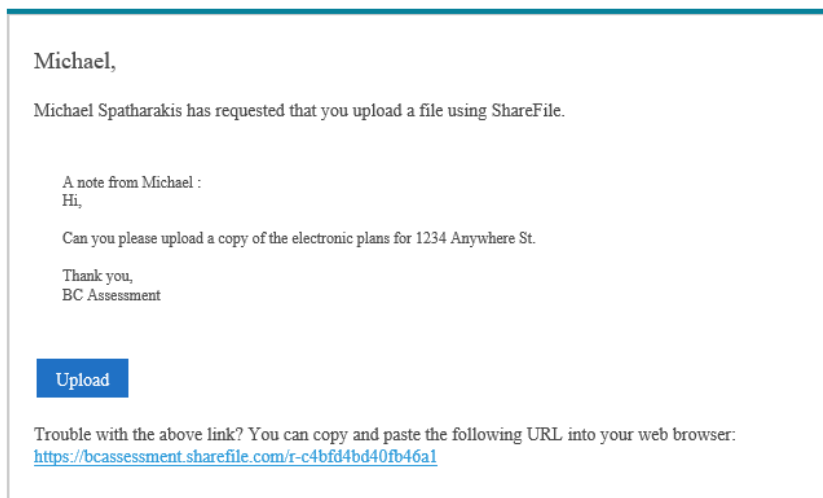 Michael,
Michael Spatharakis has requested that you upload a file using ShareFile.
A note from Michael :
Hi,
Can you please upload a copy of the electronic plans for 1234 Anywhere St.
Thank you,
BC Assessment
Upload
Trouble with the above link? You can copy and paste the following URL into your web browser:
https://bcassessment.sharefile.com/r-c4bfd4bd40fb46a1